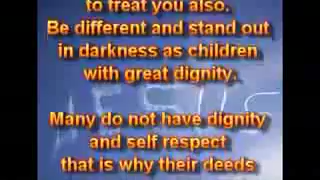 to treat you also.
Be different and stand out
in darkness as children
with great dignity.
JESUS
Many do not have dignity
and self respect
that is why their deeds